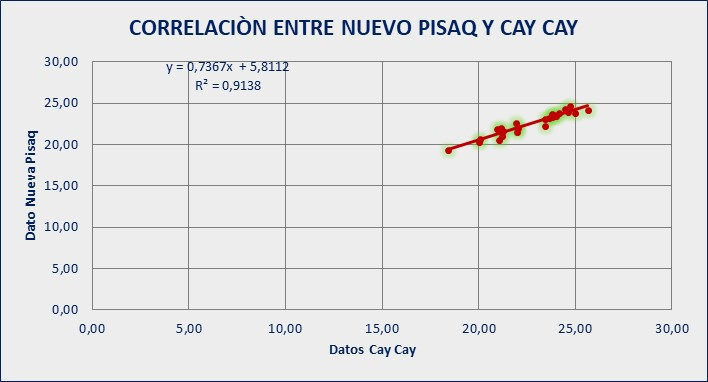 CORRELACIÒN ENTRE NUEVO PISAQ Y CAY CAY
y = 0,7367x + 5,8112
R² = 0,9138
30,00
25,00
20,00
15,00
10,00
5,00
0,00
Dato Nueva Pisaq
0,00 5,00 10,00 15,00 20,00 25,00 30,00
Datos Cay Cay